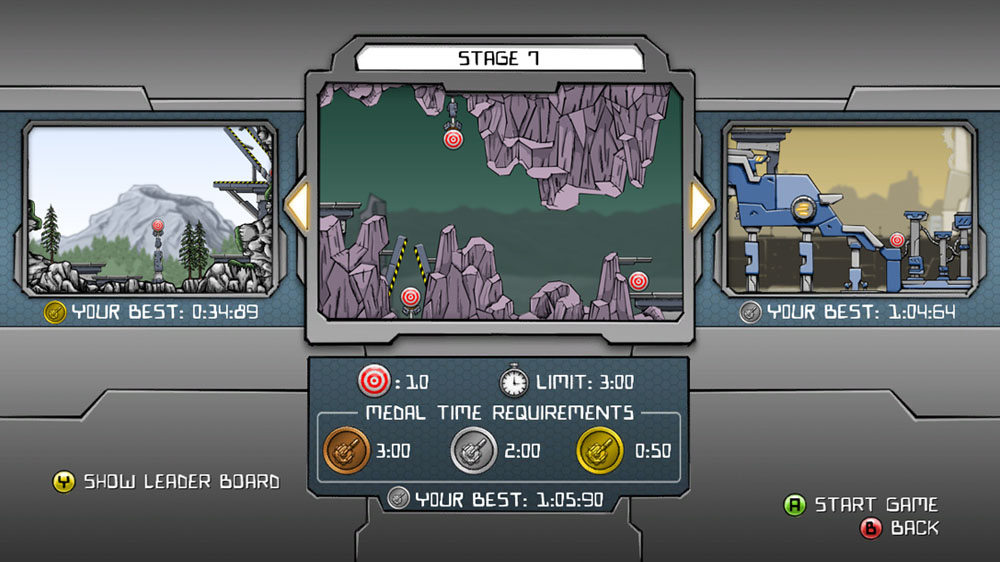 STAGE 7
YOUR BEST: 0:34:89
YOUR BEST: 1:04:64
: 10
LIMIT: 3:00
MEDAL TIME REQUIREMENTS
3:00
2:00
0:50
YOUR BEST: 1:05:90
Y SHOW LEADER BOARD
A START GAME
B BACK